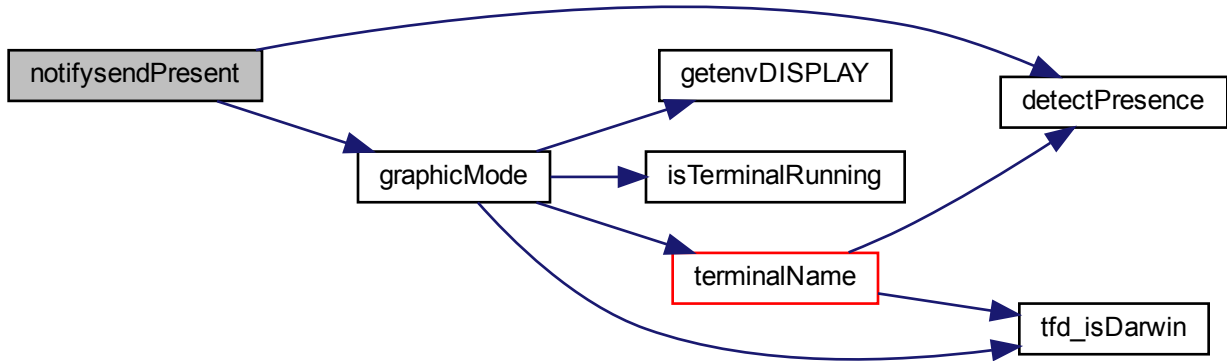 notifysendPresent
getenvDISPLAY
detectPresence
graphicMode
isTerminalRunning
terminalName
tfd_isDarwin